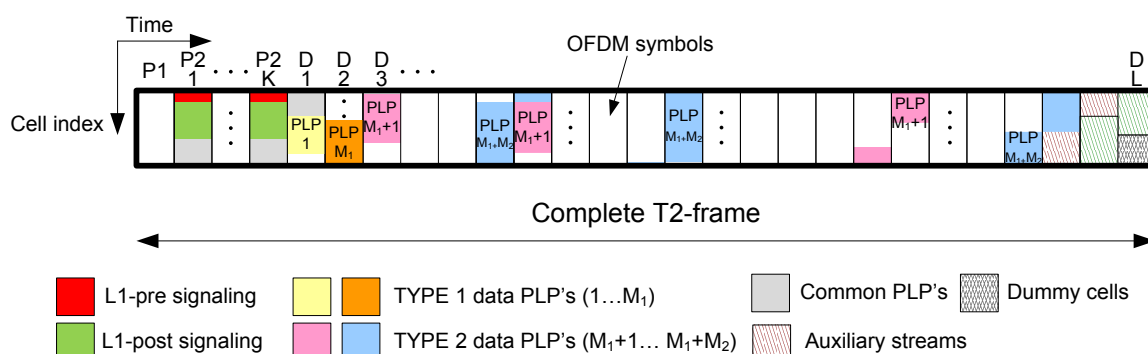 Time
OFDM symbols
P1
P2
1
· · ·
P2
K
D
1
D
2
D
3
· · ·
D
L
Cell index
PLP
1
PLP
M₁
PLP
M₁+1
PLP
M₁+M₂
PLP
M₁+1
PLP
M₁+M₂
PLP
M₁+1
PLP
M₁+M₂
Complete T2-frame
L1-pre signaling
TYPE 1 data PLP's (1...M₁)
Common PLP's
Dummy cells
L1-post signaling
TYPE 2 data PLP's (M₁+1... M₁+M₂)
Auxiliary streams